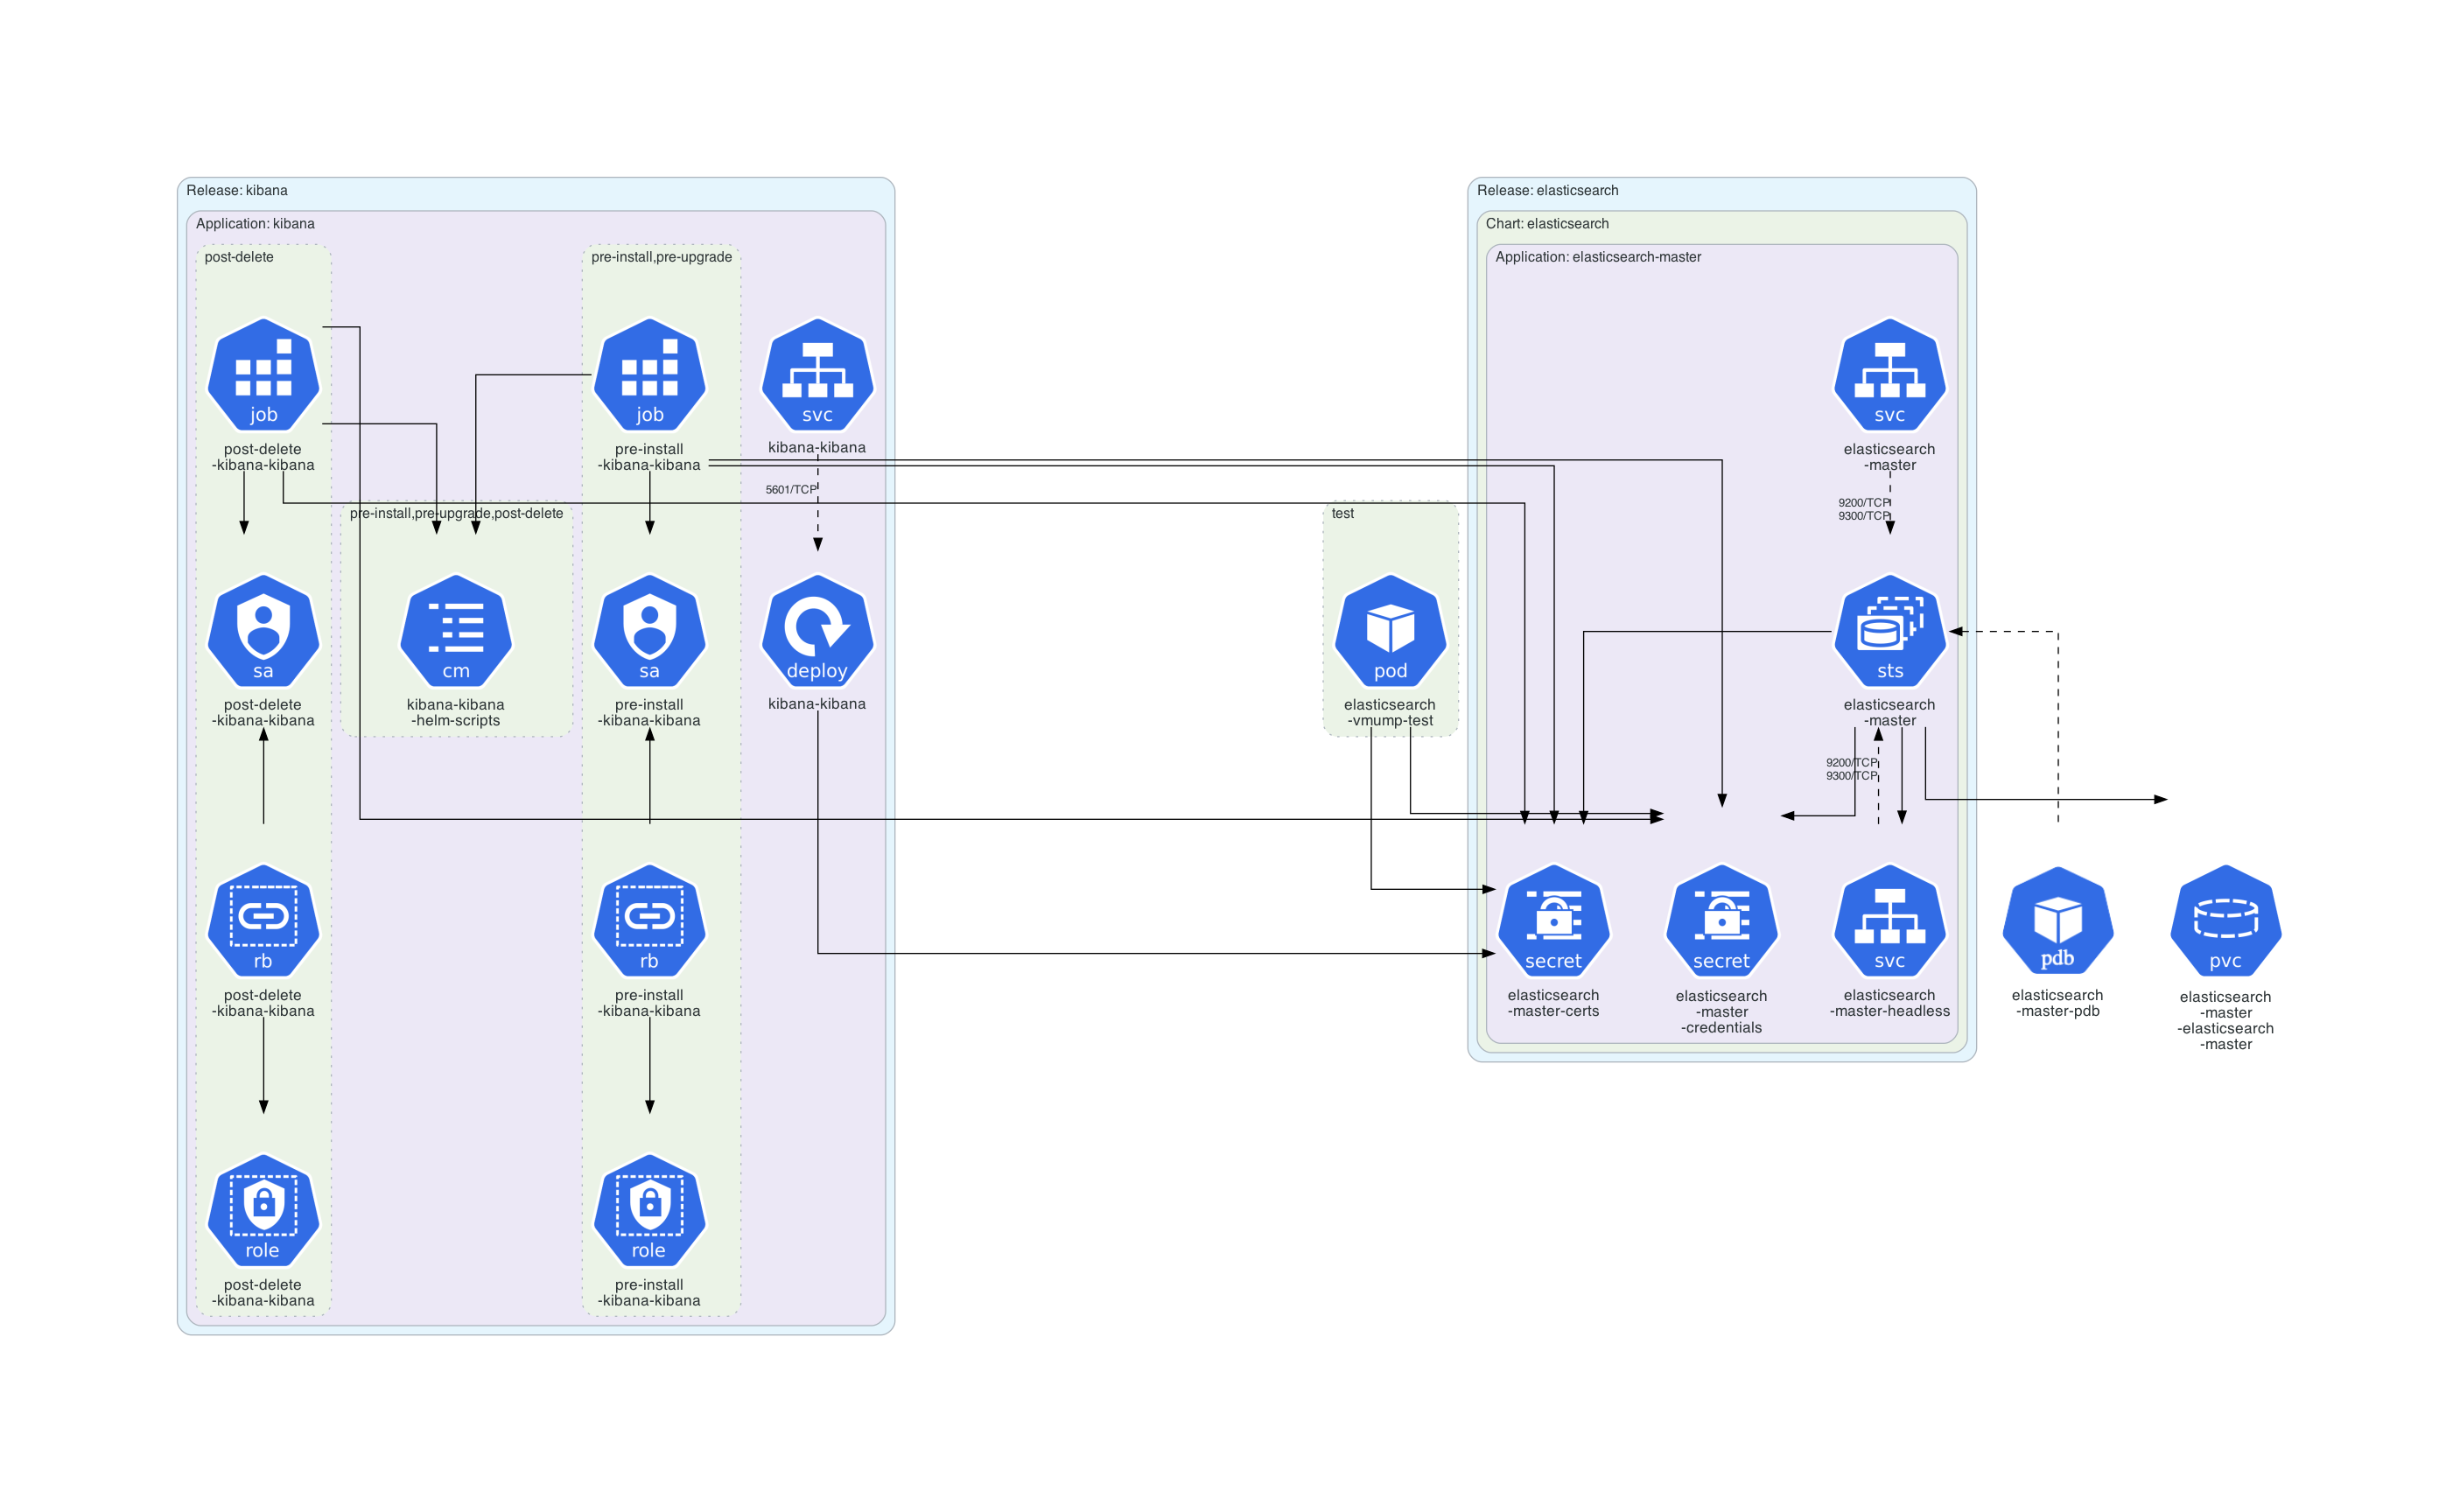 Release: kibana
Application: kibana
post-delete
job
post-delete
-kibana-kibana
pre-install,pre-upgrade
job
pre-install
-kibana-kibana
svc
kibana-kibana
5601/TCP
pre-install,pre-upgrade,post-delete
sa
post-delete
-kibana-kibana
cm
kibana-kibana
-helm-scripts
sa
pre-install
-kibana-kibana
deploy
kibana-kibana
rb
post-delete
-kibana-kibana
rb
pre-install
-kibana-kibana
role
post-delete
-kibana-kibana
role
pre-install
-kibana-kibana
test
pod
elasticsearch
-vmump-test
Release: elasticsearch
Chart: elasticsearch
Application: elasticsearch-master
svc
elasticsearch
-master
9200/TCP
9300/TCP
sts
elasticsearch
-master
9200/TCP
9300/TCP
secret
elasticsearch
-master-certs
secret
elasticsearch
-master
-credentials
svc
elasticsearch
-master-headless
pdb
elasticsearch
-master-pdb
pvc
elasticsearch
-master
-elasticsearch
-master